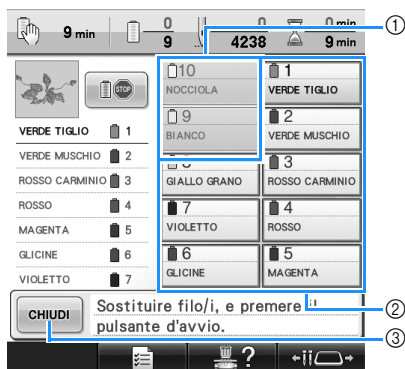 0 0 0 min ①
9 min 9 4238 9 min
10 1
NOCCIOLA VERDE TIGLIO
9 2
BIANCO VERDE MUSCHIO
VERDE TIGLIO 1
VERDE MUSCHIO 2
3
GIALLO GRANO ROSSO CARMINIO
ROSSO CARMINIO 3
ROSSO 4
7 4
VIOLETTO ROSSO
MAGENTA 5
GLICINE 6
6 5
GLICINE MAGENTA
VIOLETTO 7
CHIUDI
Sostituire filo/i, e premere il
pulsante d'avvio.
②
③
?